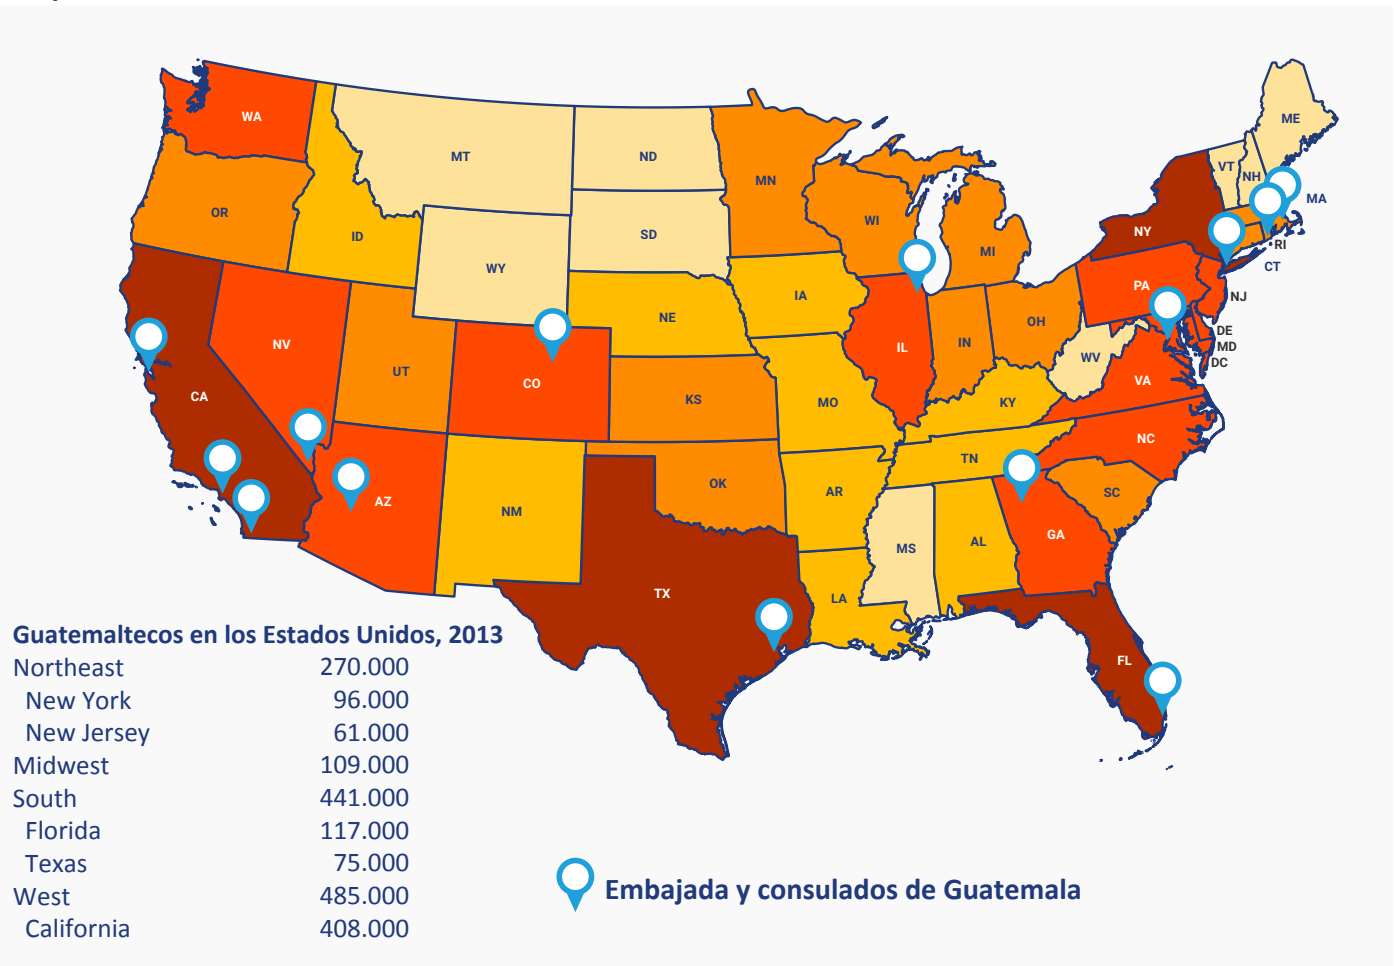 WA
MT
ND
MN
ME
VT
NH
MA
OR
ID
WI
MI
NY
RI
CT
SD
WY
IA
PA
NJ
NE
OH
DE
NV
IN
IL
MD
WV
DC
UT
CO
VA
CA
KS
MO
KY
NC
TN
OK
AR
SC
AZ
NM
GA
MS
AL
TX
LA
FL
Guatemaltecos en los Estados Unidos, 2013
Northeast 270.000
New York 96.000
New Jersey 61.000
Midwest 109.000
South 441.000
Florida 117.000
Texas 75.000
West 485.000
California 408.000
Embajada y consulados de Guatemala